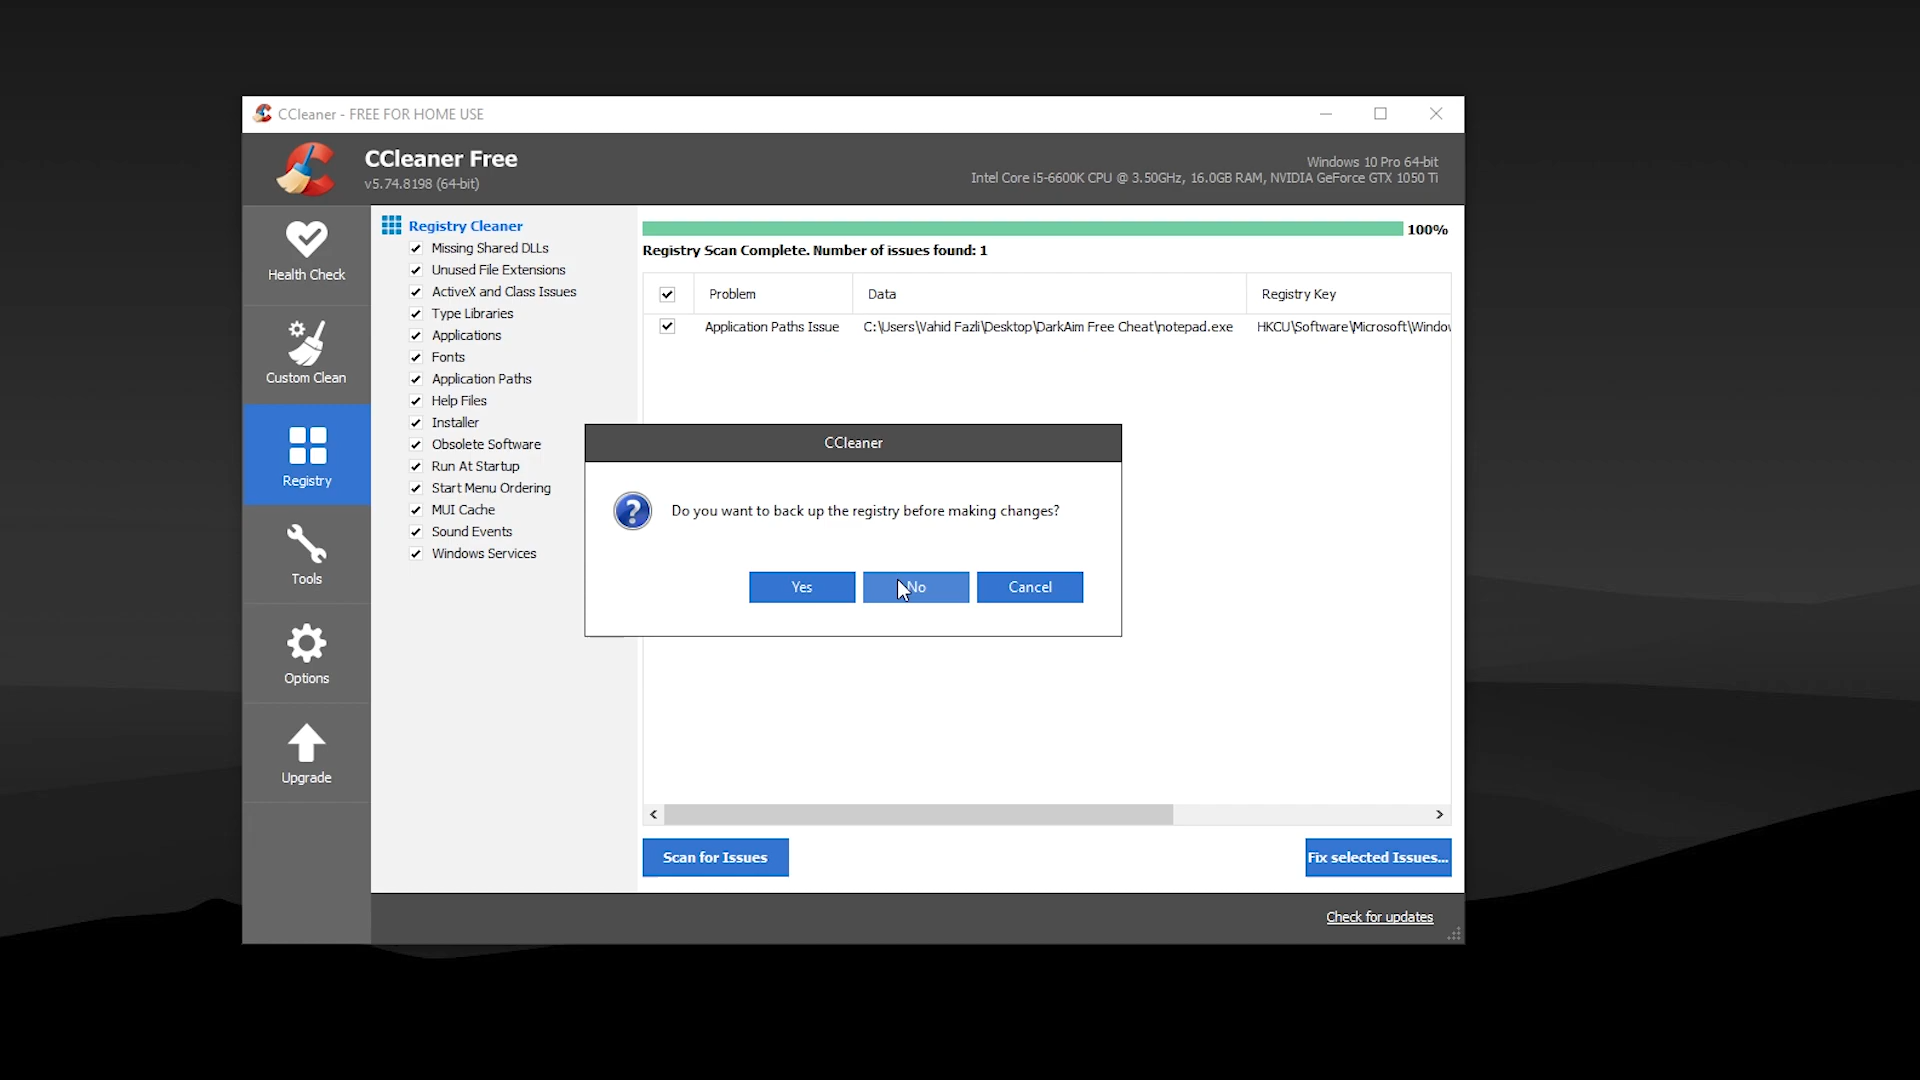 CCleaner - FREE FOR HOME USE
CCleaner Free
v5.74.8198 (64-bit)
Windows 10 Pro 64-bit
Intel Core i5-6600K CPU @ 3.50GHz, 16.0GB RAM, NVIDIA GeForce GTX 1050 Ti
Health Check
Custom Clean
Registry
Tools
Options
Upgrade
Registry Cleaner
Missing Shared DLLs
Unused File Extensions
ActiveX and Class Issues
Type Libraries
Applications
Fonts
Application Paths
Help Files
Installer
Obsolete Software
Run At Startup
Start Menu Ordering
MUI Cache
Sound Events
Windows Services
100%
Registry Scan Complete. Number of issues found: 1
Problem Data Registry Key
Application Paths Issue C:\Users\Vahid Fazli\Desktop\DarkAim Free Cheat\notepad.exe HKCU\Software\Microsoft\Window
CCleaner
Do you want to back up the registry before making changes?
Yes No Cancel
Scan for Issues Fix selected Issues...
Check for updates